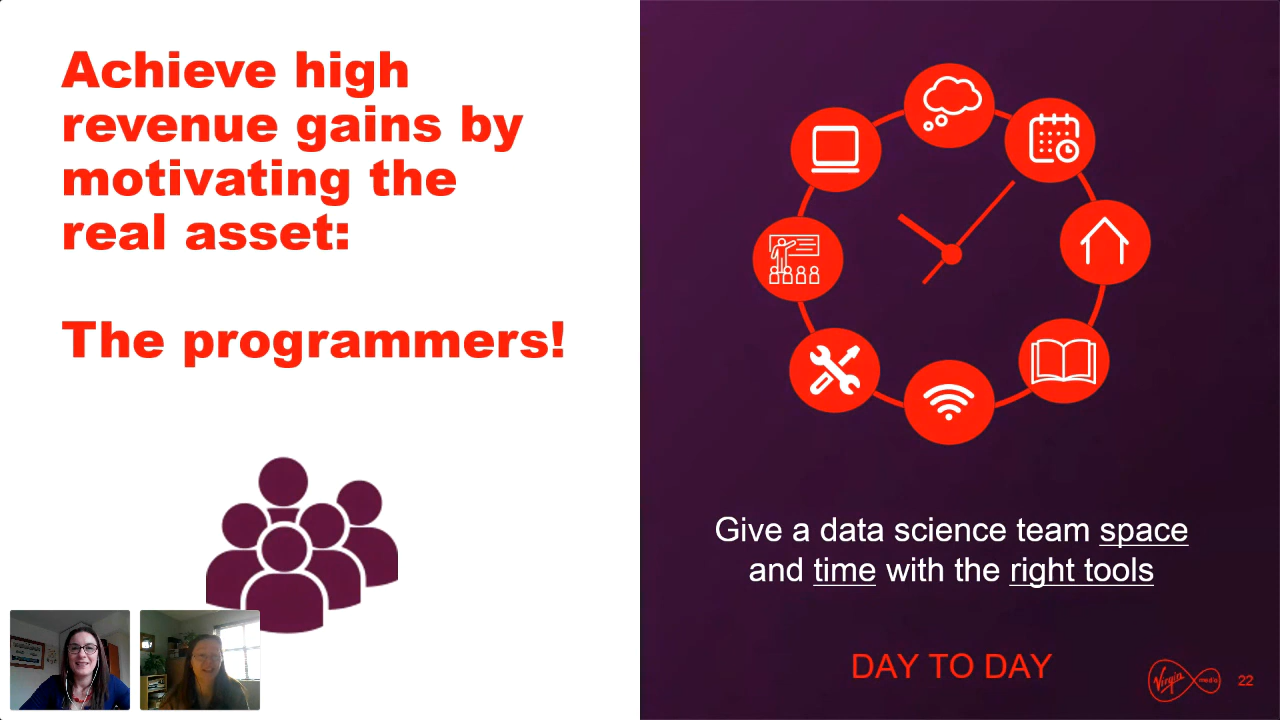 Achieve high
revenue gains by
motivating the
real asset:
The programmers!
Give a data science team space
and time with the right tools
DAY TO DAY
Virgin media
22